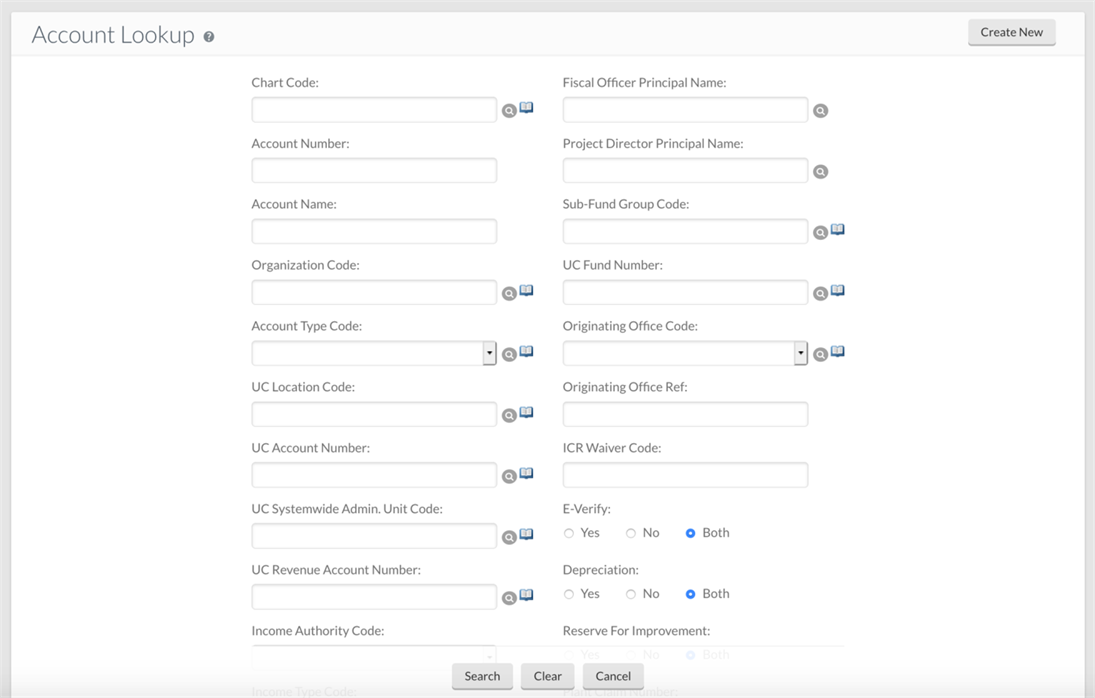 Account Lookup
Create New
Chart Code:
Fiscal Officer Principal Name:
Account Number:
Project Director Principal Name:
Account Name:
Sub-Fund Group Code:
Organization Code:
UC Fund Number:
Account Type Code:
Originating Office Code:
UC Location Code:
Originating Office Ref:
UC Account Number:
ICR Waiver Code:
UC Systemwide Admin. Unit Code:
E-Verify:
Yes No Both
UC Revenue Account Number:
Depreciation:
Yes No Both
Income Authority Code:
Reserve For Improvement:
Yes No Both
Search Clear Cancel
Income Type Code:
Plant Claim Number: